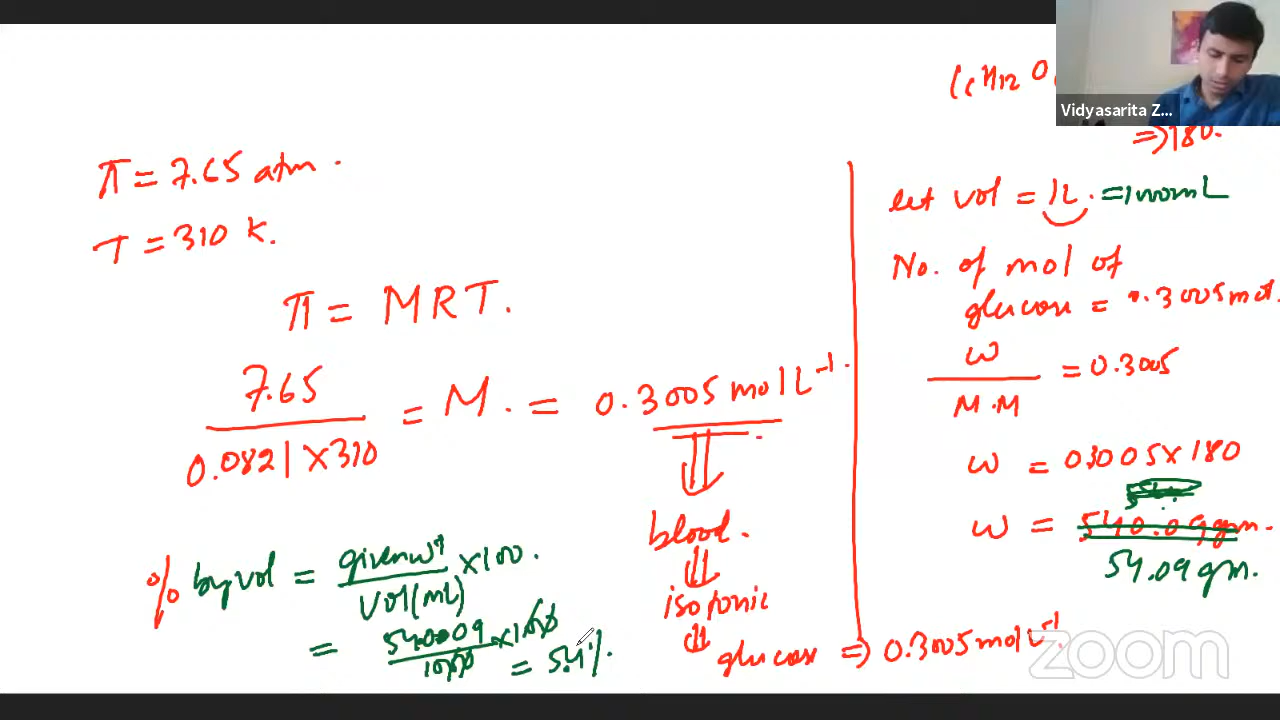 π = 7.65 atm.
T = 310 K.
π = MRT.
7.65
0.0821 × 310
= M. = 0.3005 mol L⁻¹.
blood.
isotonic
glucose ⇒ 0.3005 mol L⁻¹.
% by vol = given wt / Vol(mL) × 100.
= 540.09 / 1000 × 100 = 5.4%.
⇒ 180.
let vol = 1L. = 1000mL
No. of mol of
glucose = 0.3005 mol.
W
M.M
= 0.3005
W = 0.3005 × 180
W = 540.09 gm.
54.09 gm.
Vidyasarita Z...
zoom